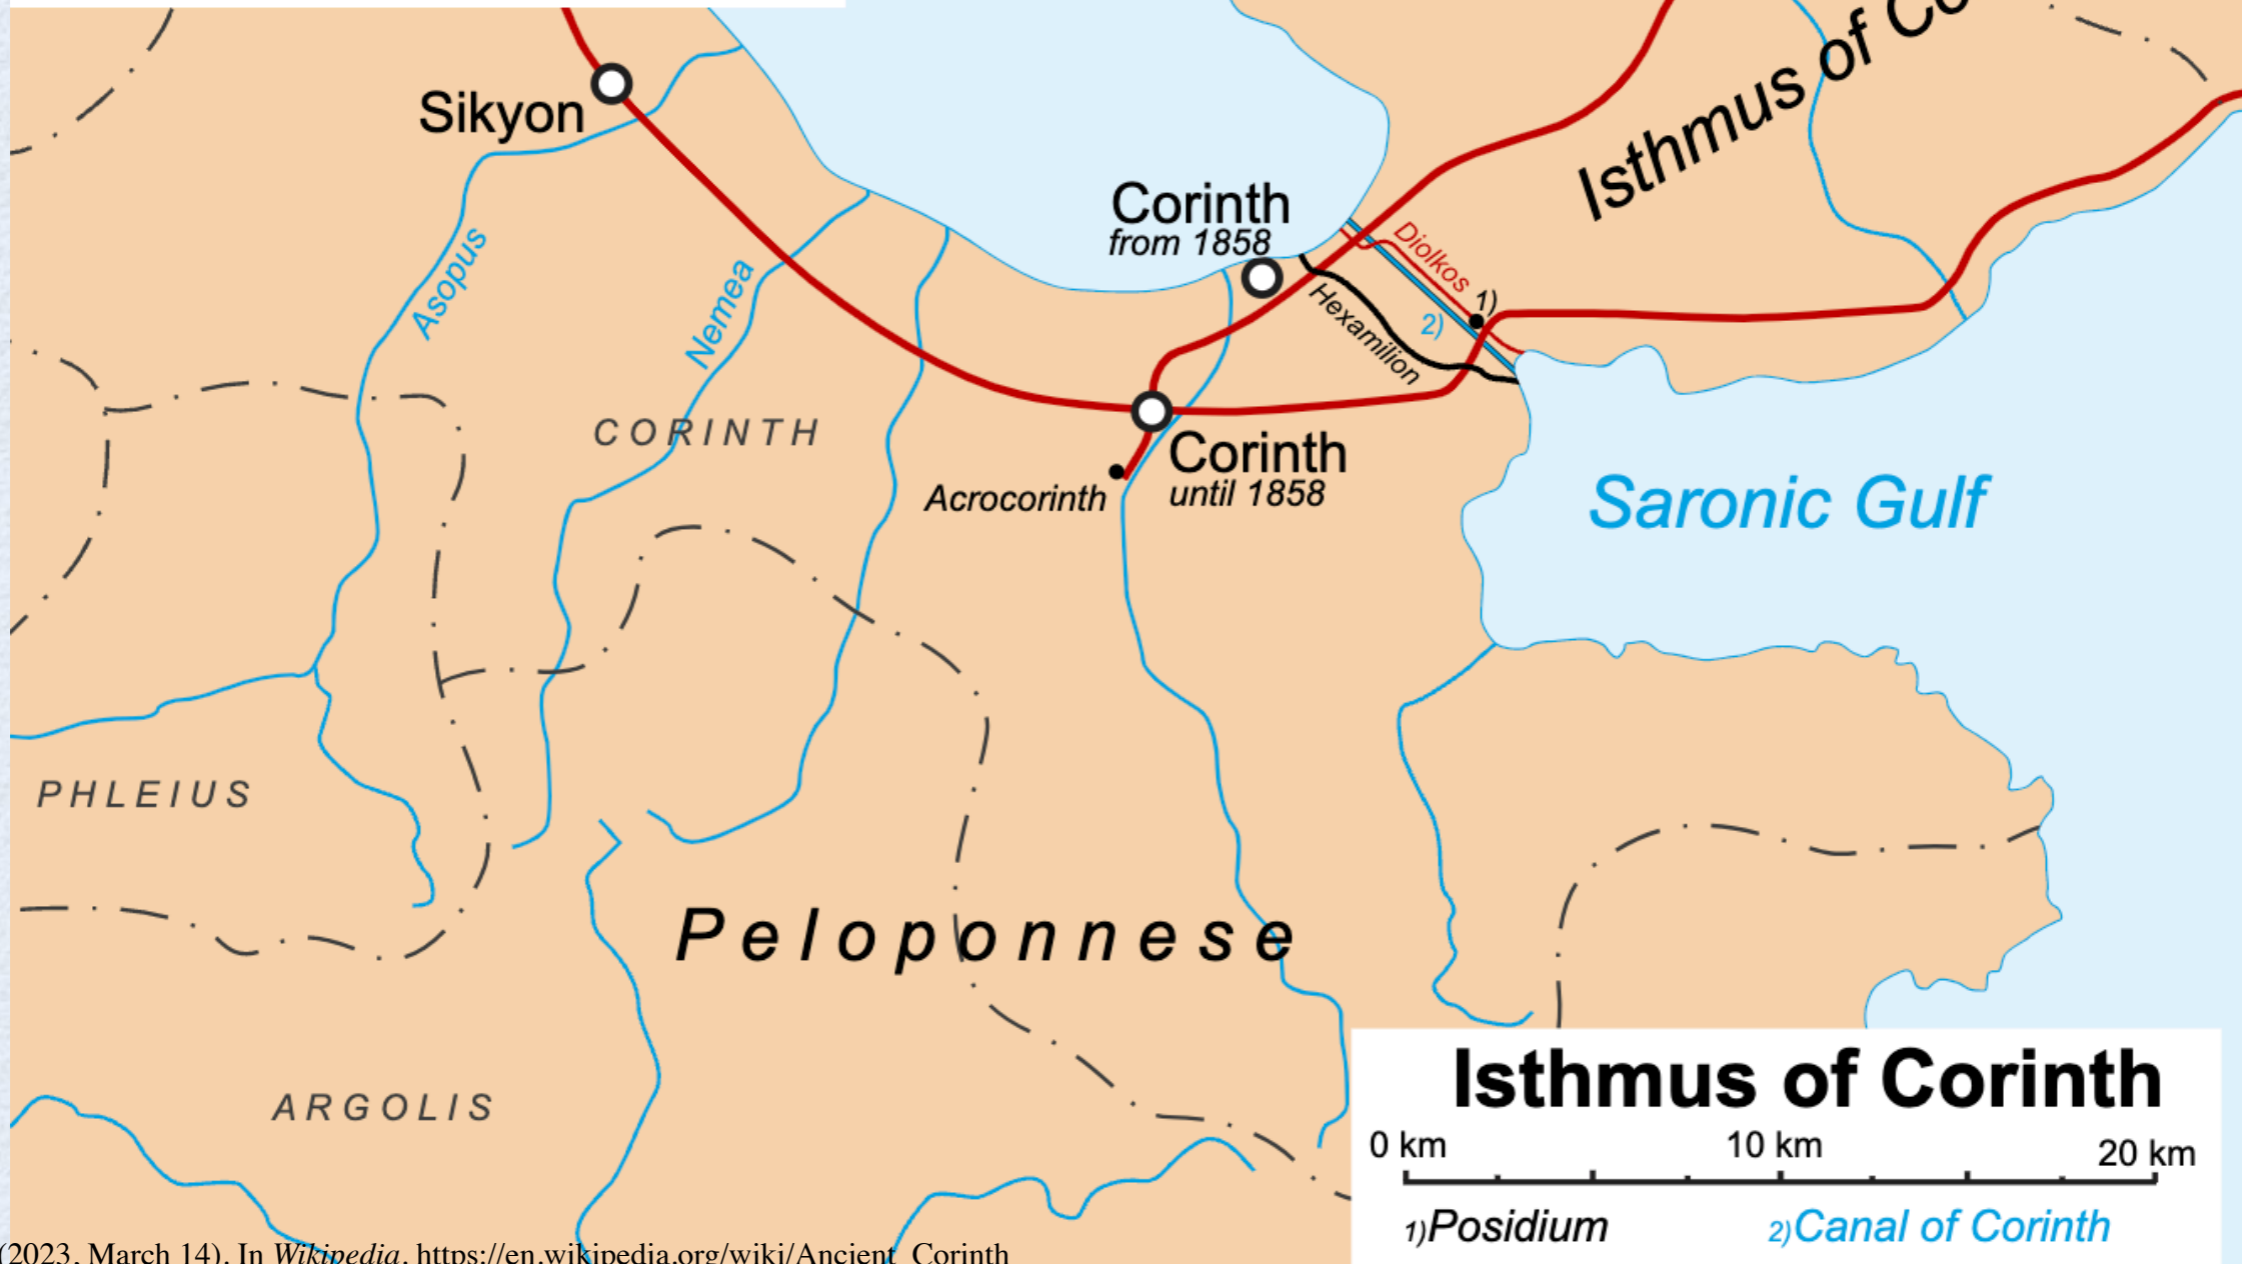 Isthmus of Co
Sikyon
Corinth
from 1858
Diolkos
1)
Asopus
Nemea
Hexamilion
2)
CORINTH
Corinth
until 1858
Acrocorinth
Saronic Gulf
PHLEIUS
Peloponnese
ARGOLIS
Isthmus of Corinth
0 km 10 km 20 km
1)Posidium 2)Canal of Corinth
(2023, March 14). In Wikipedia. https://en.wikipedia.org/wiki/Ancient_Corinth